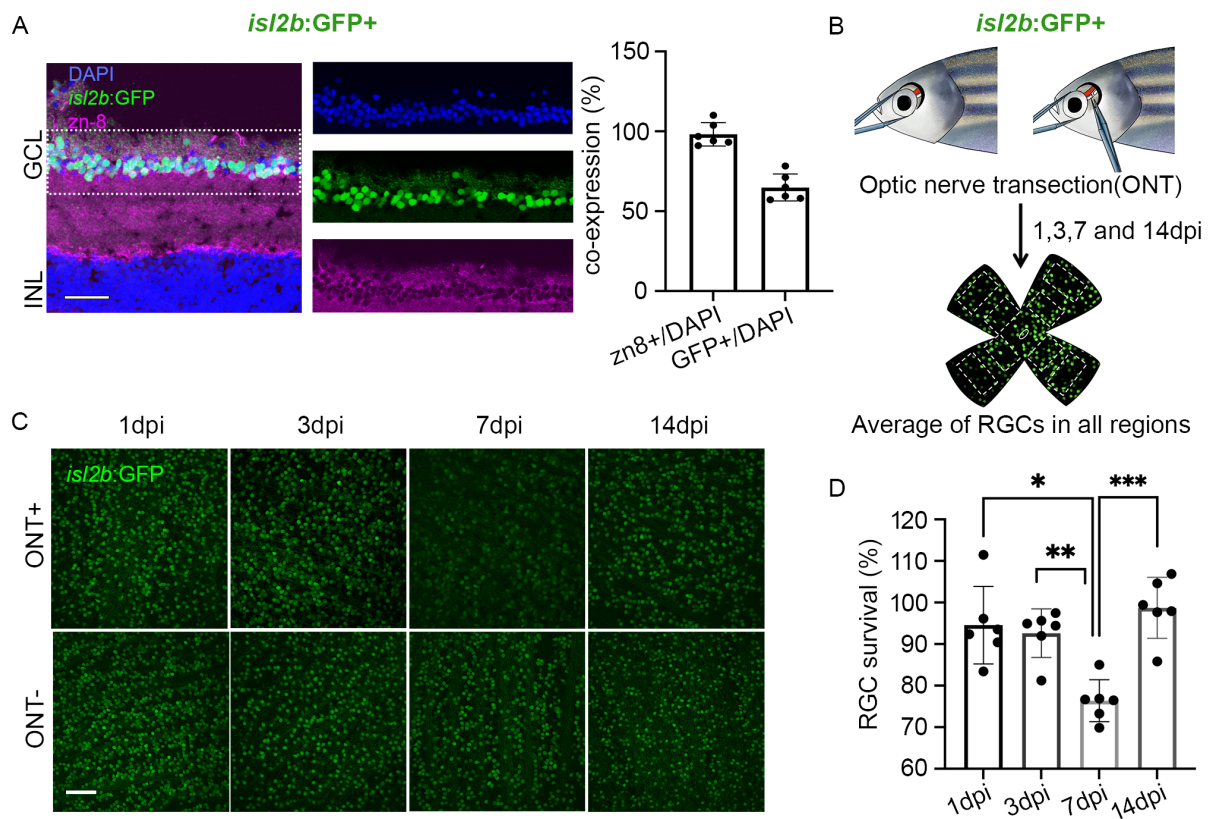 A
isl2b:GFP+
DAPI
isl2b:GFP
zn-8
GCL
INL
co-expression (%)
150
100
50
0
zn8+/DAPI
GFP+/DAPI
B
isl2b:GFP+
Optic nerve transection(ONT)
1,3,7 and 14dpi
Average of RGCs in all regions
C
1dpi
3dpi
7dpi
14dpi
isl2b:GFP
ONT+
ONT-
D
*
***
**
RGC survival (%)
120
110
100
90
80
70
60
1dpi
3dpi
7dpi
14dpi